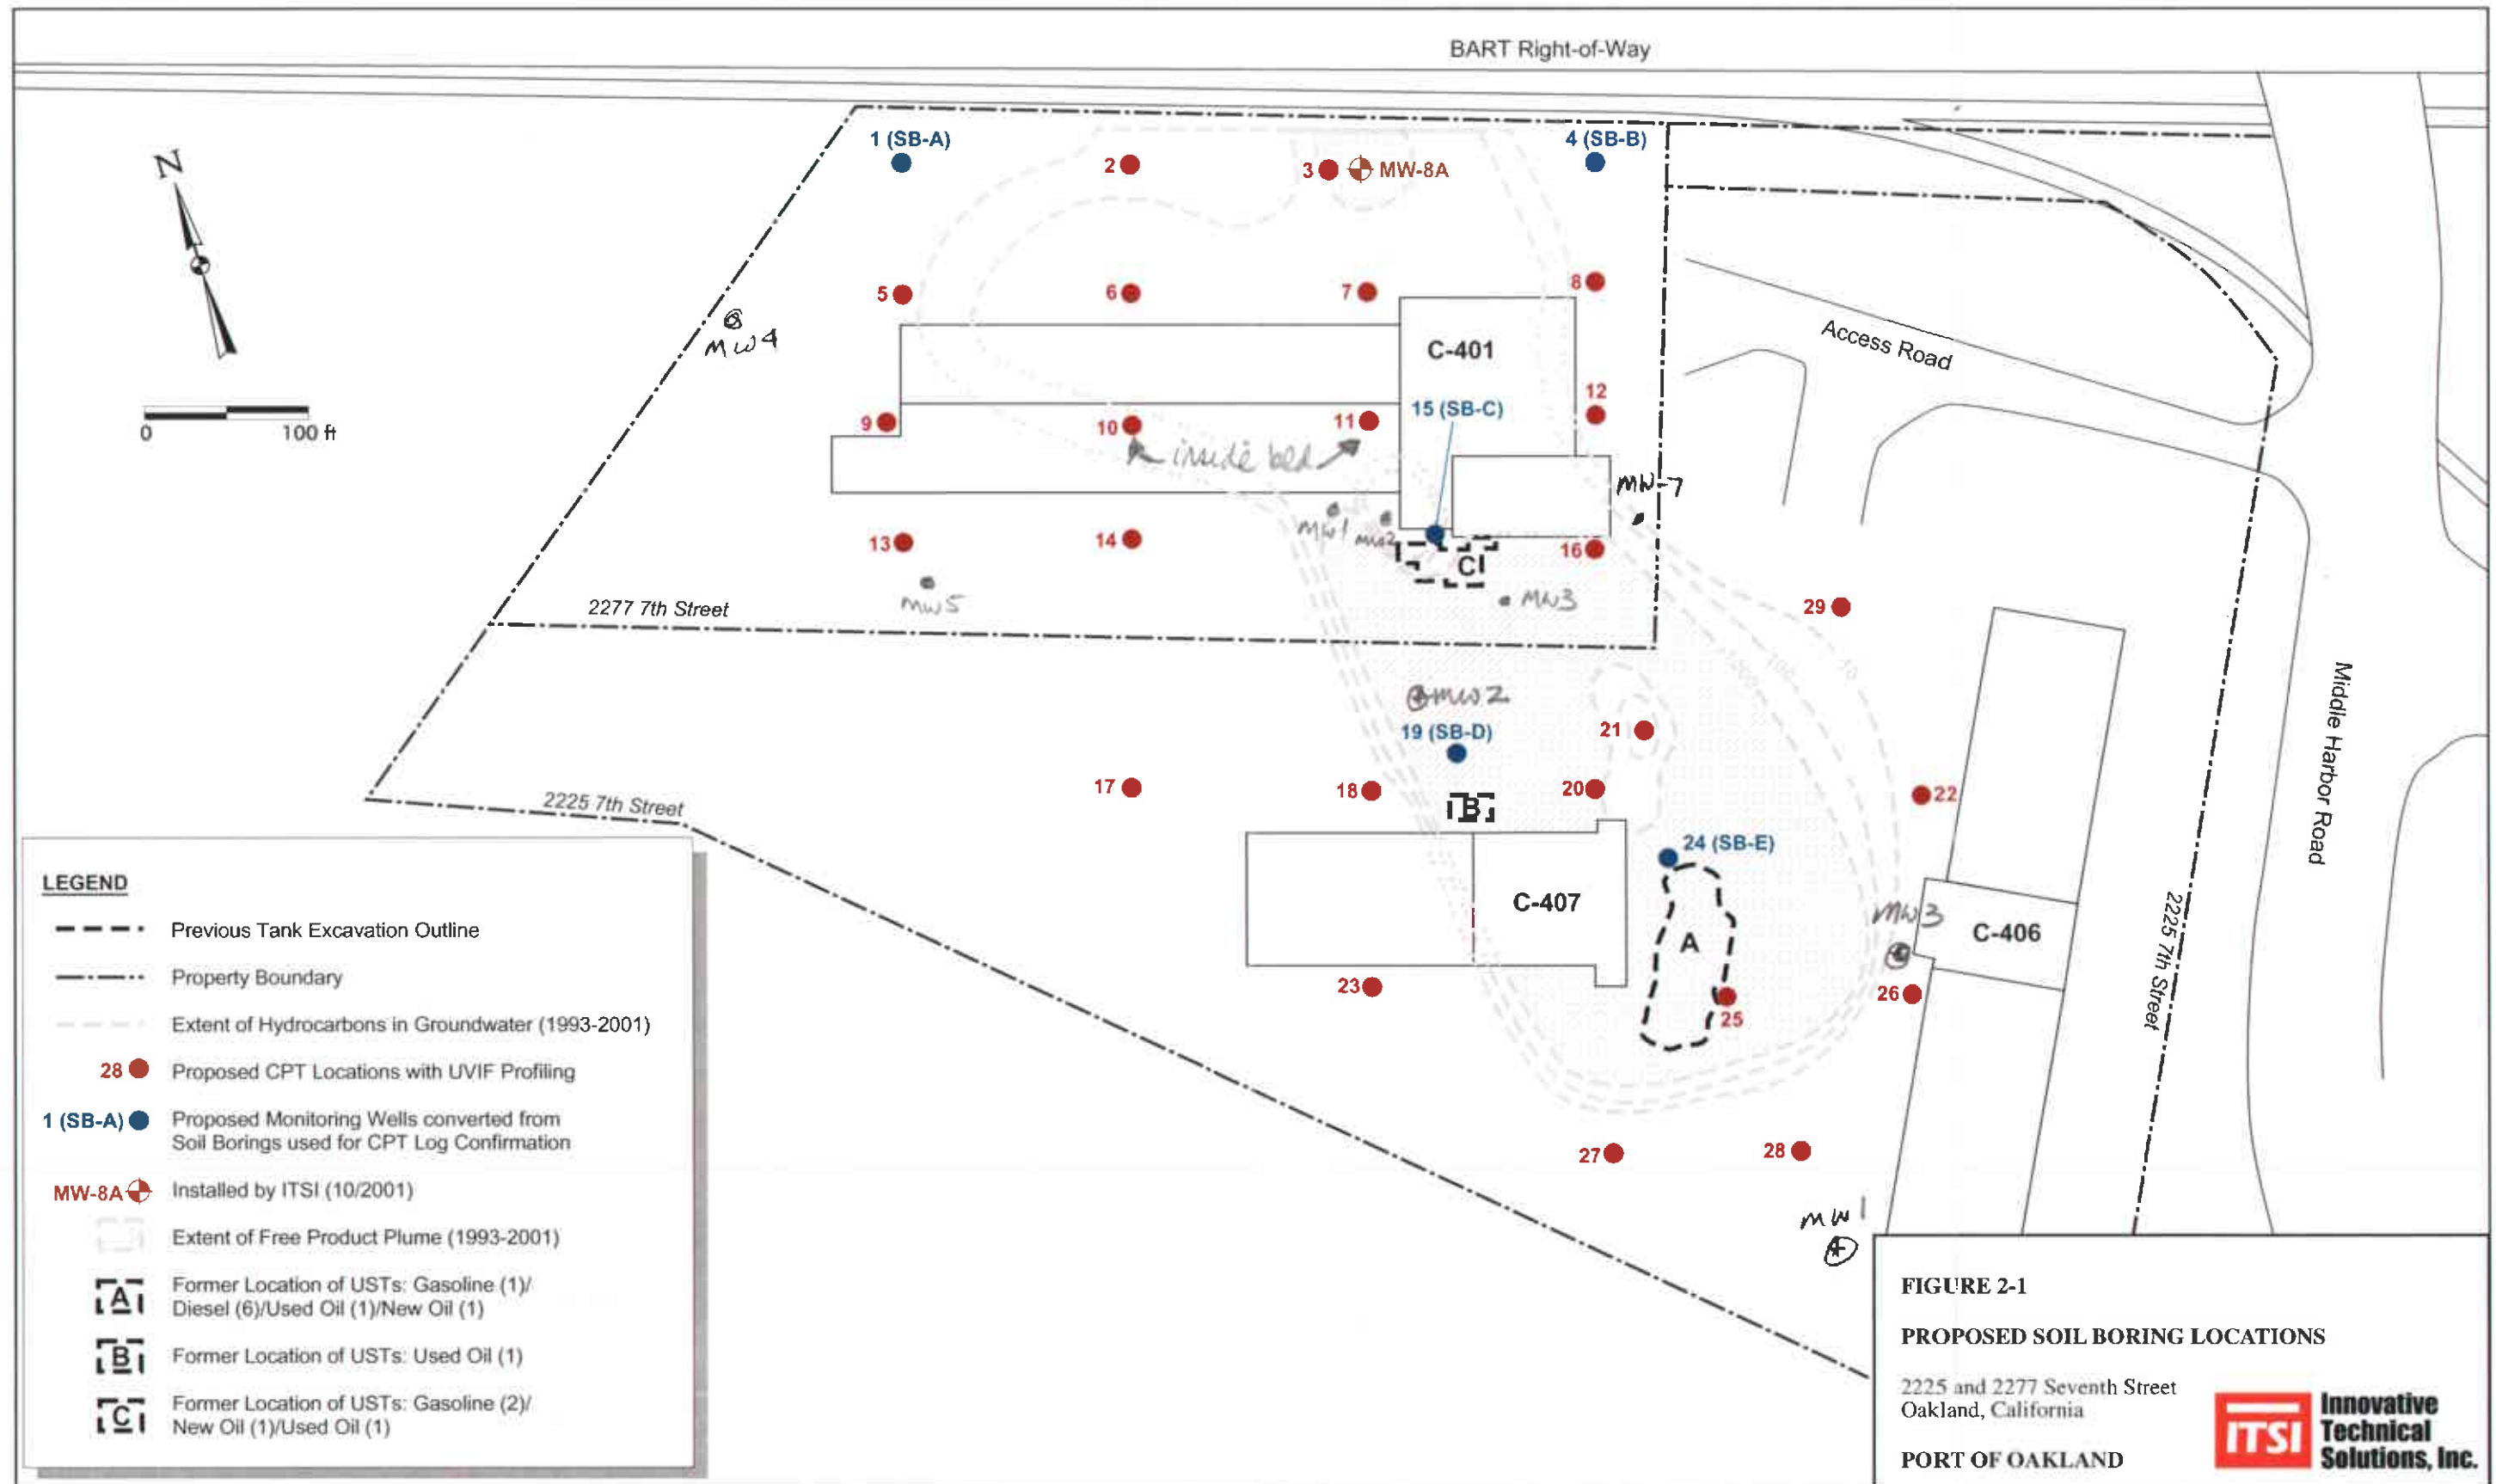 BART Right-of-Way
N
0 100 ft
1 (SB-A)
2
3
MW-8A
4 (SB-B)
5
6
7
8
MW4
C-401
Access Road
12
15 (SB-C)
9
10
11
inside bld
MW-7
MW1
MW2
13
14
16
C
MW5
MW3
2277 7th Street
29
1000
100
10
MW2
19 (SB-D)
21
17
18
20
B
22
2225 7th Street
24 (SB-E)
C-407
A
MW3
C-406
23
25
26
27
28
MW1
Middle Harbor Road
2225 7th Street
LEGEND
Previous Tank Excavation Outline
Property Boundary
Extent of Hydrocarbons in Groundwater (1993-2001)
28 Proposed CPT Locations with UVIF Profiling
1 (SB-A) Proposed Monitoring Wells converted from
Soil Borings used for CPT Log Confirmation
MW-8A Installed by ITSI (10/2001)
Extent of Free Product Plume (1993-2001)
A Former Location of USTs: Gasoline (1)/
Diesel (6)/Used Oil (1)/New Oil (1)
B Former Location of USTs: Used Oil (1)
C Former Location of USTs: Gasoline (2)/
New Oil (1)/Used Oil (1)
FIGURE 2-1
PROPOSED SOIL BORING LOCATIONS
2225 and 2277 Seventh Street
Oakland, California
PORT OF OAKLAND
ITSI
Innovative
Technical
Solutions, Inc.